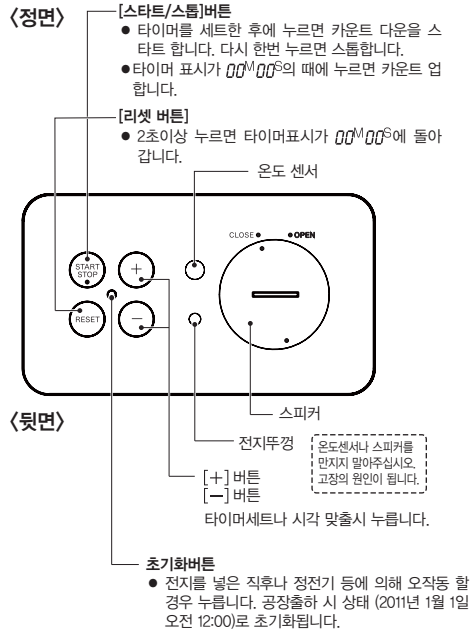 〈정면〉
[스타트/스톱]버튼
● 타이머를 세트한 후에 누르면 카운트 다운을 스
타트 합니다. 다시 한번 누르면 스톱합니다.
●타이머 표시가 00M00S의 때에 누르면 카운트 업
합니다.
[리셋 버튼]
● 2초이상 누르면 타이머표시가 00M00S에 돌아
갑니다.
온도 센서
CLOSE ● ● OPEN
START
STOP
+
RESET
−
〈뒷면〉
스피커
전지뚜껑
온도센서나 스피커를
만지지 말아주십시오.
고장의 원인이 됩니다.
[+] 버튼
[−] 버튼
타이머세트나 시각 맞출시 누릅니다.
초기화버튼
● 전지를 넣은 직후나 정전기 등에 의해 오작동 할
경우 누릅니다. 공장출하 시 상태 (2011년 1월 1일
오전 12:00)로 초기화됩니다.